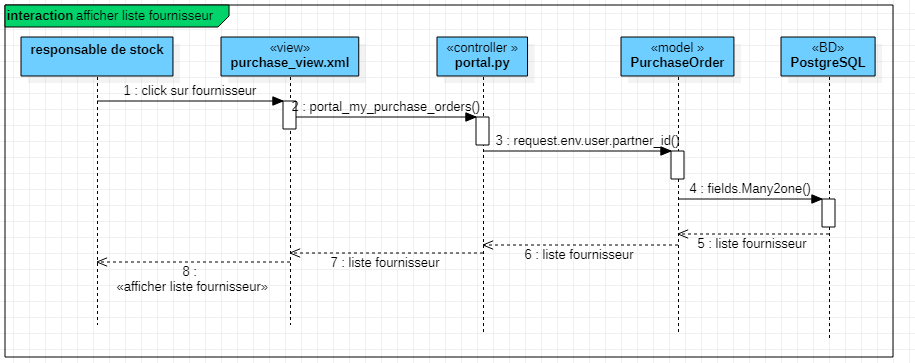 interaction afficher liste fournisseur
responsable de stock
«view»
purchase_view.xml
«controller »
portal.py
«model »
PurchaseOrder
«BD»
PostgreSQL
1 : click sur fournisseur
2 : portal_my_purchase_orders()
3 : request.env.user.partner_id()
4 : fields.Many2one()
5 : liste fournisseur
6 : liste fournisseur
7 : liste fournisseur
8 :
«afficher liste fournisseur»